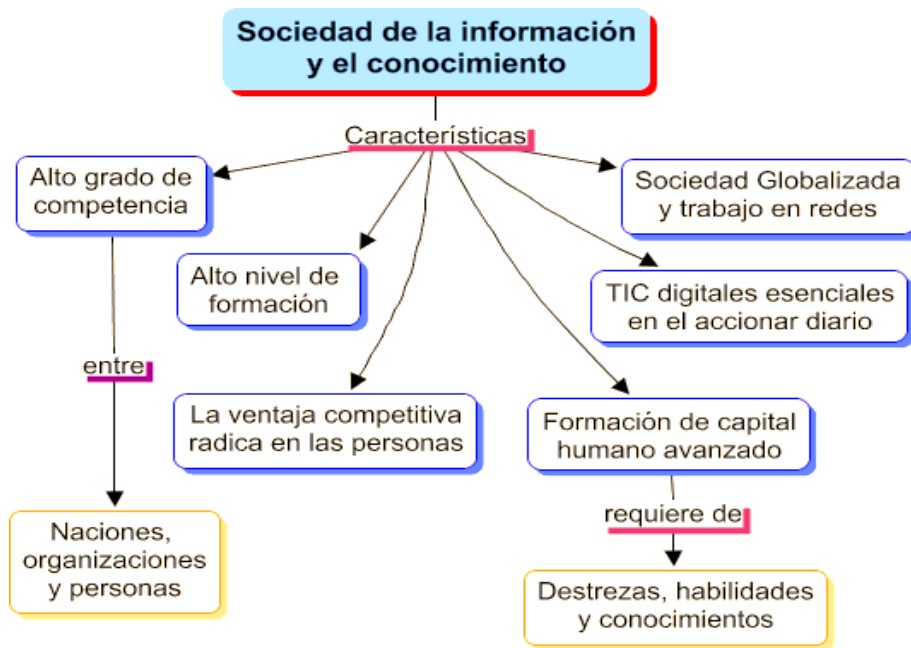 Sociedad de la información
y el conocimiento
Características
Alto grado de
competencia
Sociedad Globalizada
y trabajo en redes
Alto nivel de
formación
TIC digitales esenciales
en el accionar diario
entre
La ventaja competitiva
radica en las personas
Formación de capital
humano avanzado
requiere de
Naciones,
organizaciones
y personas
Destrezas, habilidades
y conocimientos